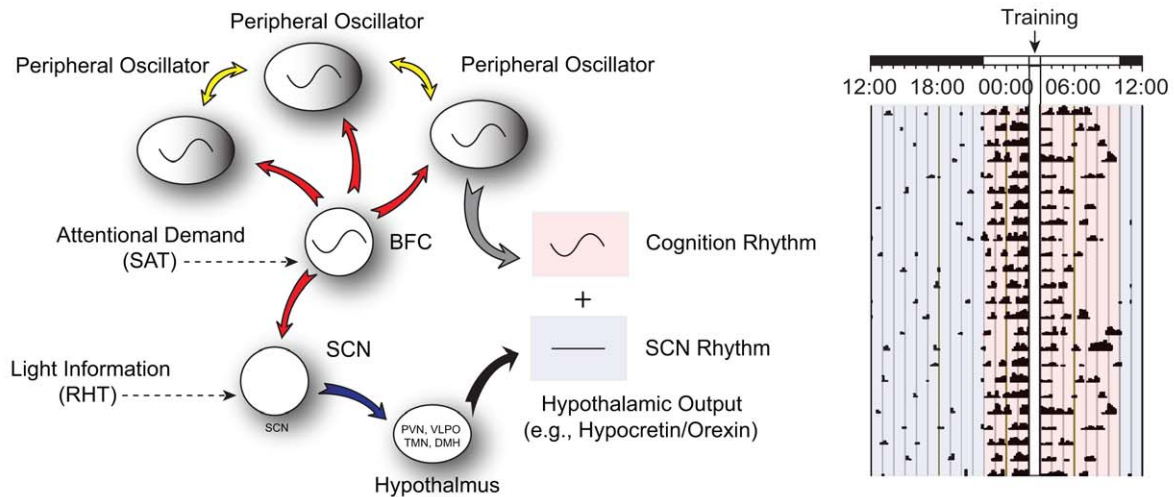 Peripheral Oscillator
Peripheral Oscillator
Peripheral Oscillator
Attentional Demand
(SAT)
BFC
Cognition Rhythm
+
SCN
SCN Rhythm
Light Information
(RHT)
SCN
PVN, VLPO
TMN, DMH
Hypothalmus
Hypothalamic Output
(e.g., Hypocretin/Orexin)
Training
12:00 18:00 00:00 06:00 12:00